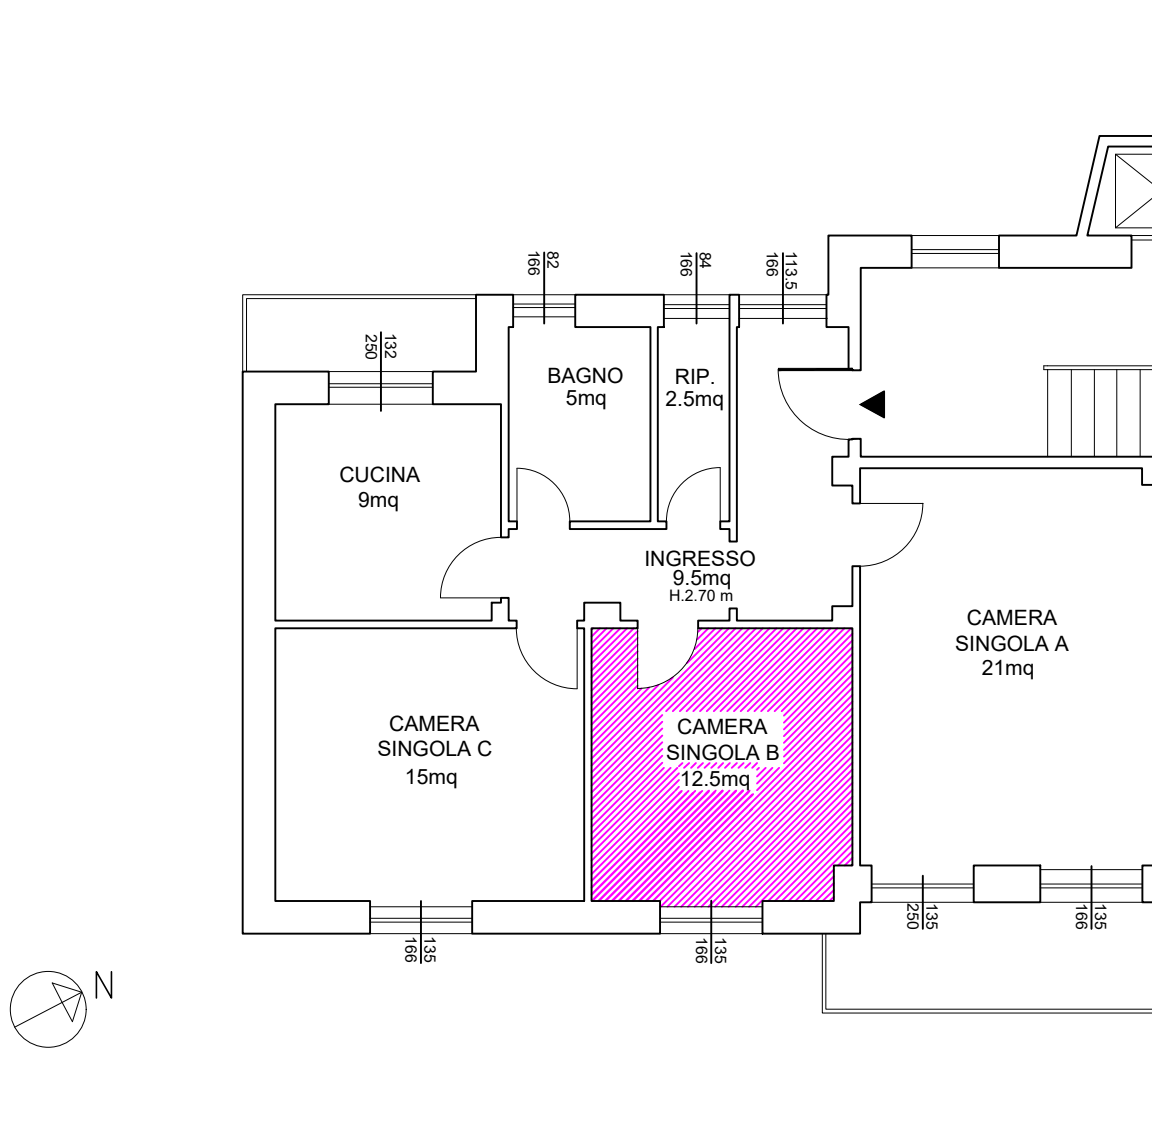 82
166
84
166
113.5
166
132
250
BAGNO
5mq
RIP.
2.5mq
CUCINA
9mq
INGRESSO
9.5mq
H.2.70 m
CAMERA
SINGOLA A
21mq
CAMERA
SINGOLA C
15mq
CAMERA
SINGOLA B
12.5mq
135
250
135
166
135
166
135
166
N